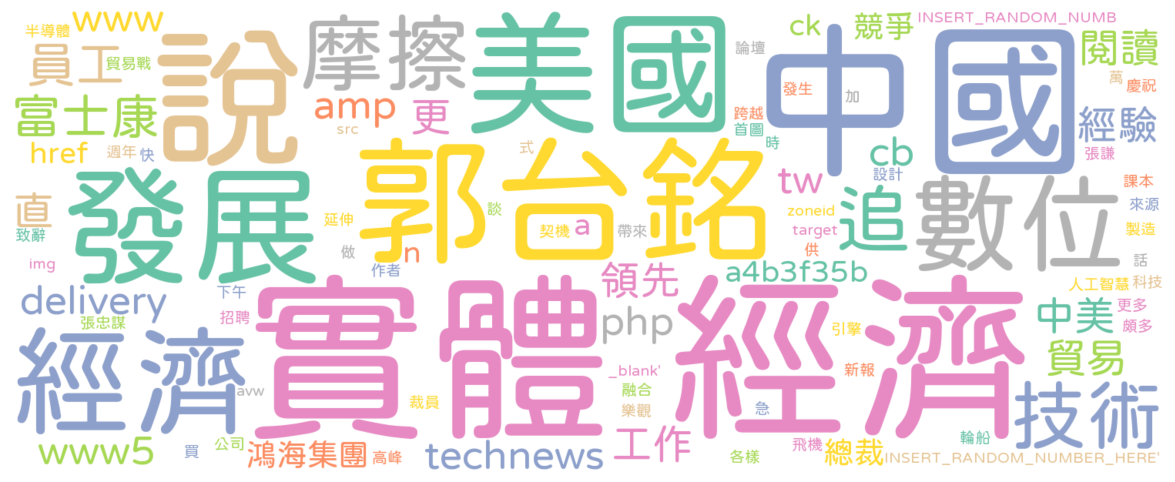 半導體
www
員工
貿易戰
說
摩擦
美國
論壇
ck
競爭
INSERT_RANDOM_NUMB
中國
閱讀
萬
慶祝
富士康
amp
src
更
發生
加
跨越
首圖
時
經驗
href
週年
快
郭台銘
式
cb
設計
張謙
直
致辭
發展
延伸
談
契機
a
帶來
tw
zoneid
target
供
追
數位
課本
來源
製造
img
做
n
作者
領先
a4b3f35b
話
人工智慧
科技
delivery
下午
招聘
張忠謀
實體經濟
php
引擎
中美
更多
頗多
經濟
avw
裁員
_blank'
融合
樂觀
新報
急
貿易
技術
www5
買
公司
鴻海集團
高峰
technews
工作
各樣
飛機
總裁
輪船
INSERT_RANDOM_NUMBER_HERE'